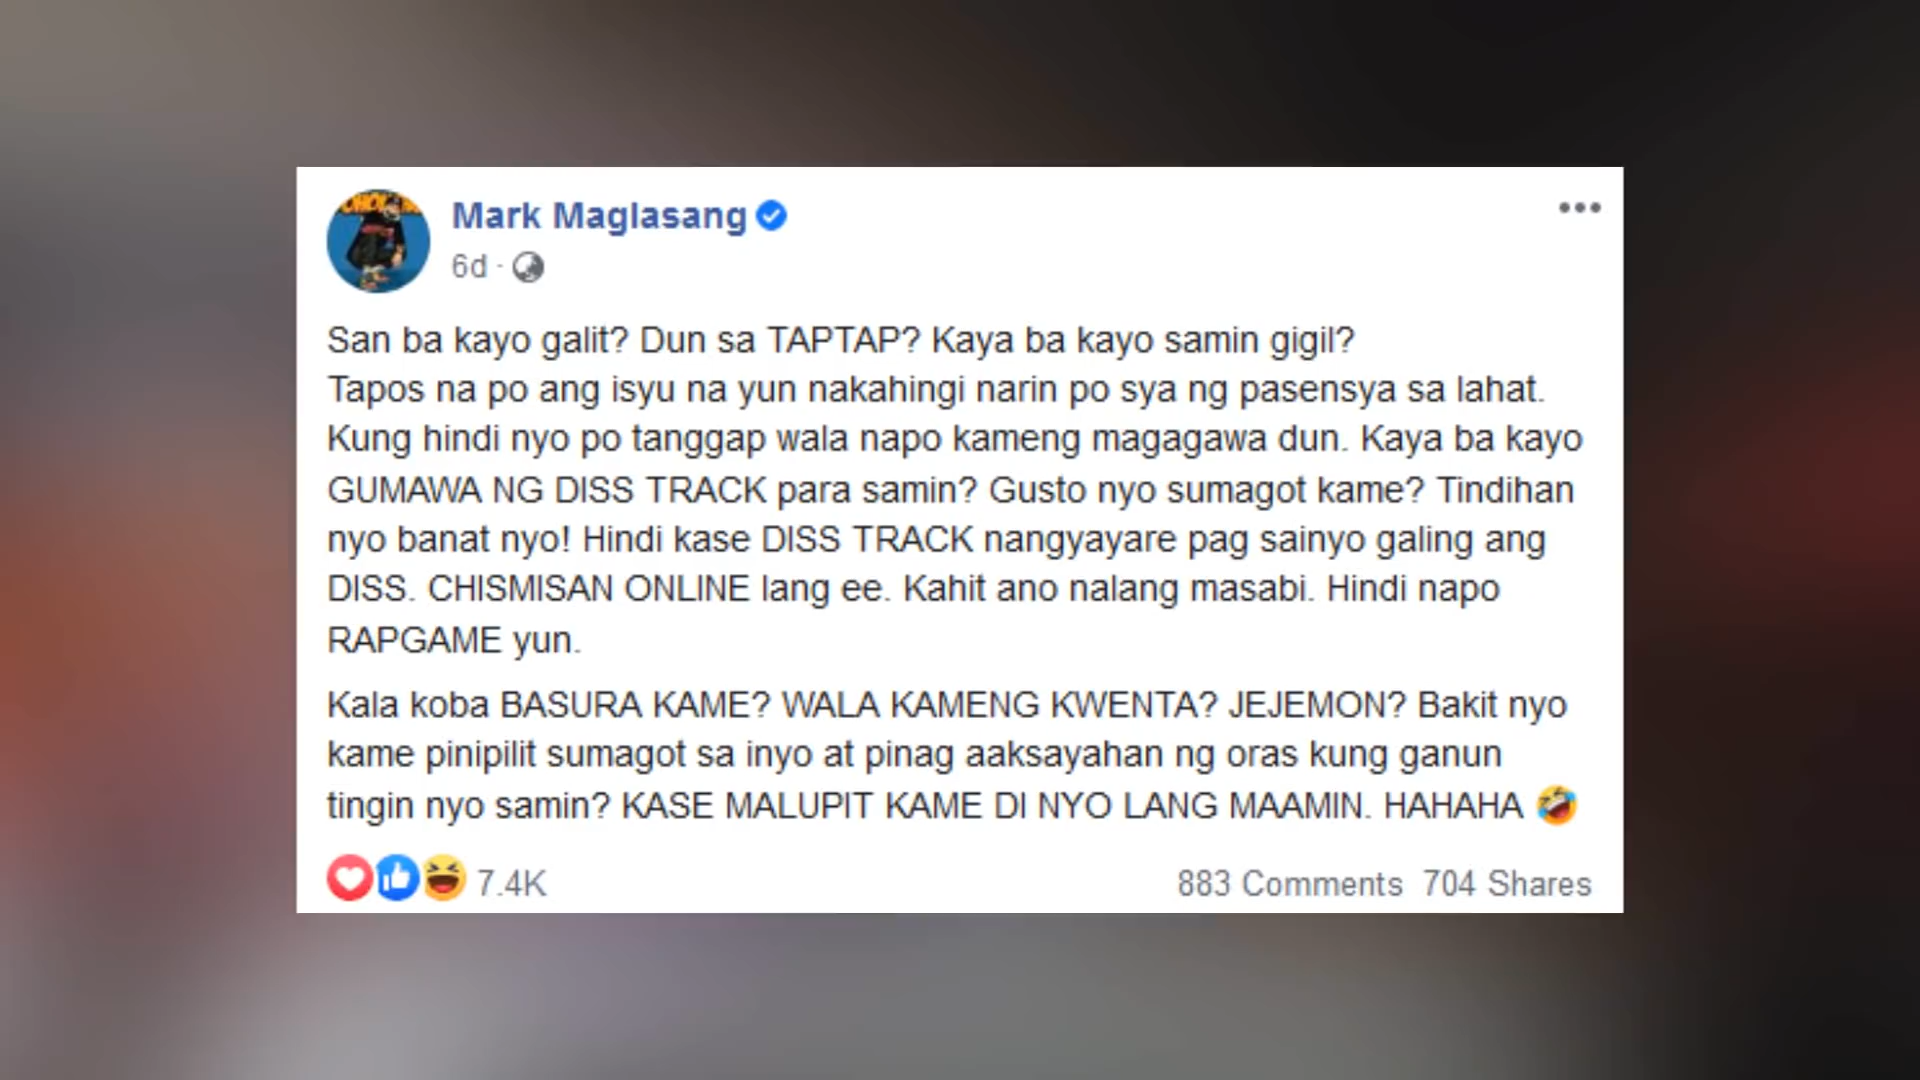 Mark Maglasang
6d ·
San ba kayo galit? Dun sa TAPTAP? Kaya ba kayo samin gigil?
Tapos na po ang isyu na yun nakahingi narin po sya ng pasensya sa lahat.
Kung hindi nyo po tanggap wala napo kameng magagawa dun. Kaya ba kayo
GUMAWA NG DISS TRACK para samin? Gusto nyo sumagot kame? Tindihan
nyo banat nyo! Hindi kase DISS TRACK nangyayare pag sainyo galing ang
DISS. CHISMISAN ONLINE lang ee. Kahit ano nalang masabi. Hindi napo
RAPGAME yun.
Kala koba BASURA KAME? WALA KAMENG KWENTA? JEJEMON? Bakit nyo
kame pinipilit sumagot sa inyo at pinag aaksayahan ng oras kung ganun
tingin nyo samin? KASE MALUPIT KAME DI NYO LANG MAAMIN. HAHAHA 🤣
7.4K 883 Comments 704 Shares